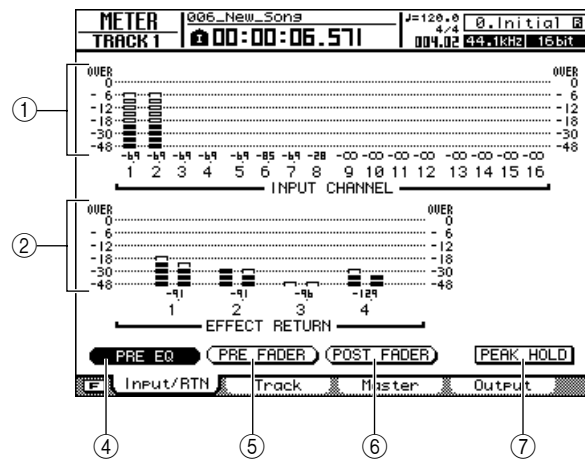 METER
TRACK 1
006_New_Song
00:00:06.571
♩=120.0
4/4
004.02
0.Initial
44.1kHz 16bit
①
OVER OVER
0 0
-6 -6
-12 -12
-18 -18
-30 -30
-48 -48
-69 -69 -69 -69 -69 -85 -69 -28 -∞ -∞ -∞ -∞ -∞ -∞ -∞ -∞
1 2 3 4 5 6 7 8 9 10 11 12 13 14 15 16
INPUT CHANNEL
②
OVER OVER
0 0
-6 -6
-12 -12
-18 -18
-30 -30
-48 -48
-91 -91 -96 -129
1 2 3 4
EFFECT RETURN
PRE EQ PRE FADER POST FADER PEAK HOLD
F Input/RTN Track Master Output
④ ⑤ ⑥ ⑦